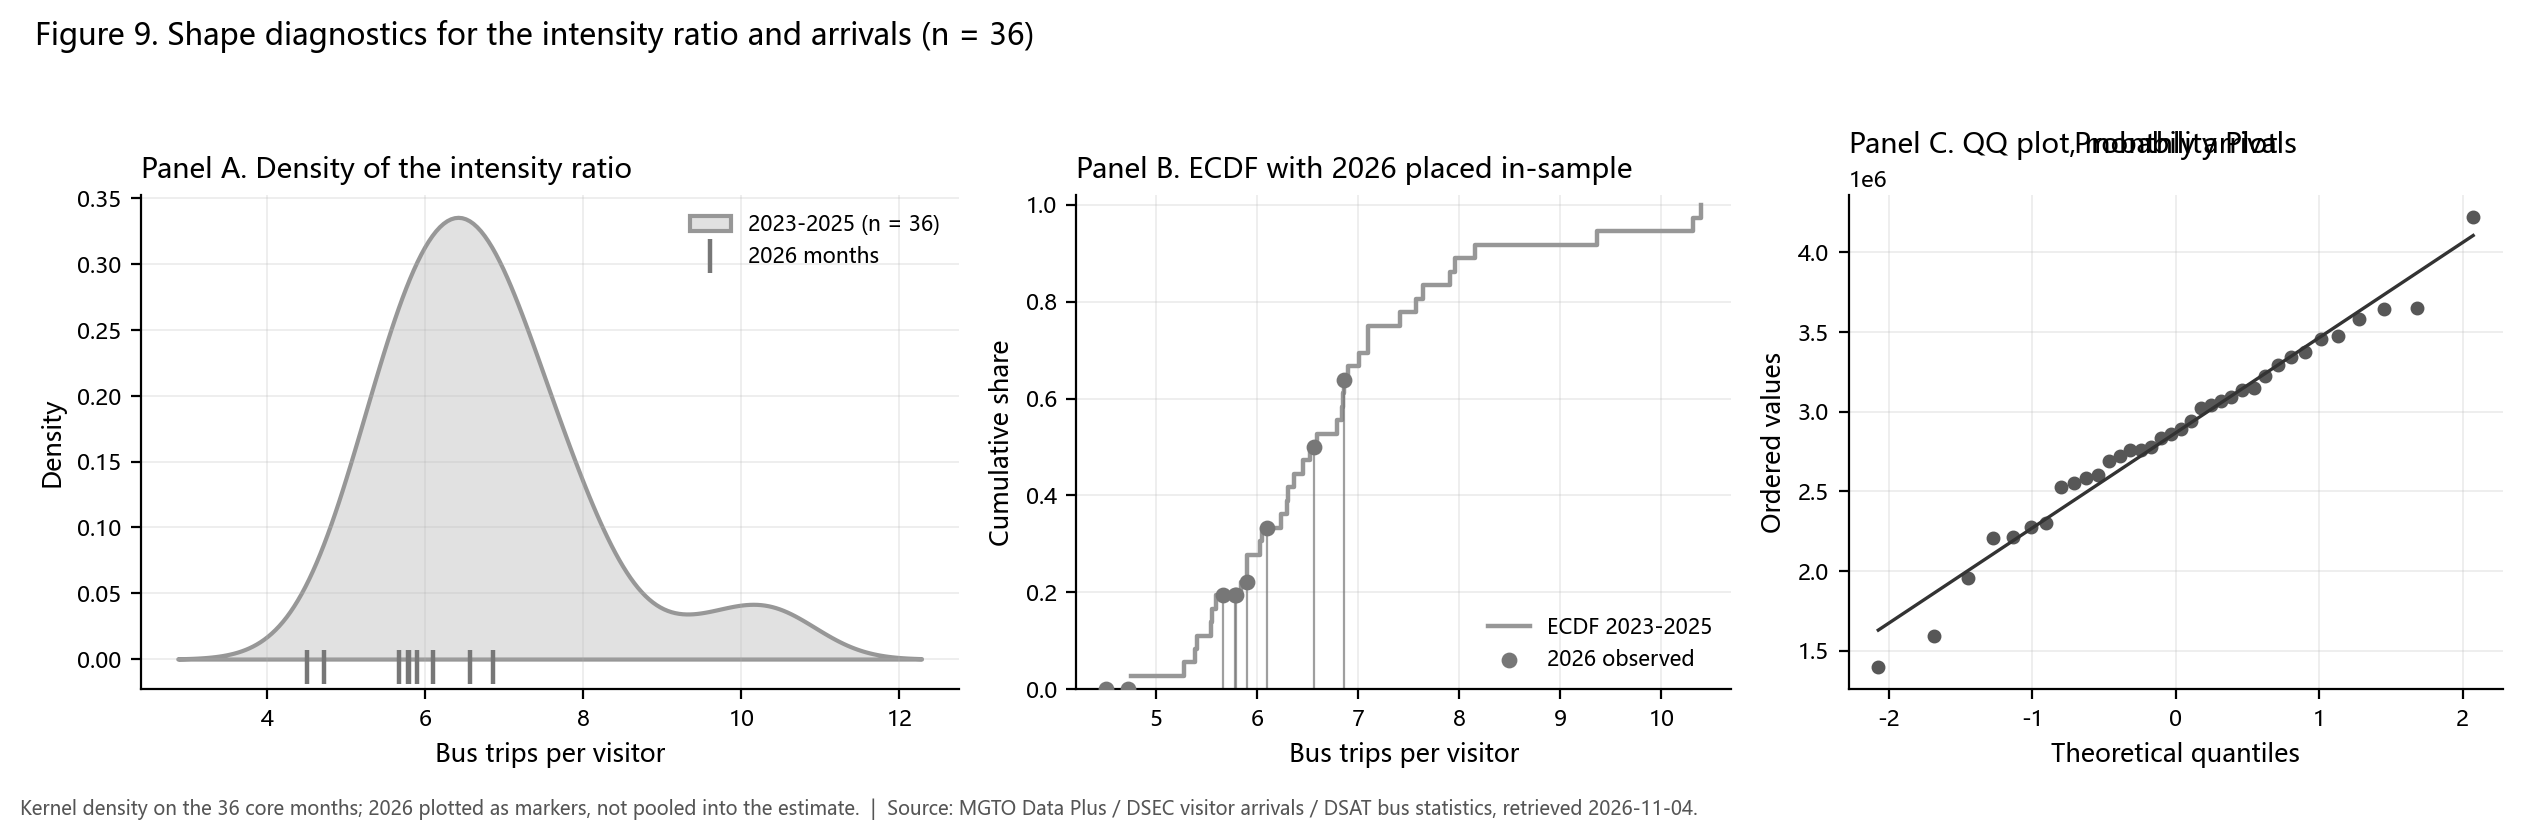 Figure 9. Shape diagnostics for the intensity ratio and arrivals (n = 36)
Panel A. Density of the intensity ratio
0.35
0.30
0.25
0.20
0.15
0.10
0.05
0.00
Density
2023-2025 (n = 36)
2026 months
4 6 8 10 12
Bus trips per visitor
Panel B. ECDF with 2026 placed in-sample
1.0
0.8
0.6
0.4
0.2
0.0
Cumulative share
ECDF 2023-2025
2026 observed
5 6 7 8 9 10
Bus trips per visitor
Panel C. QQ plot, monthly arrivals
Probability Plot
1e6
4.0
3.5
3.0
2.5
2.0
1.5
Ordered values
-2 -1 0 1 2
Theoretical quantiles
Kernel density on the 36 core months; 2026 plotted as markers, not pooled into the estimate. | Source: MGTO Data Plus / DSEC visitor arrivals / DSAT bus statistics, retrieved 2026-11-04.